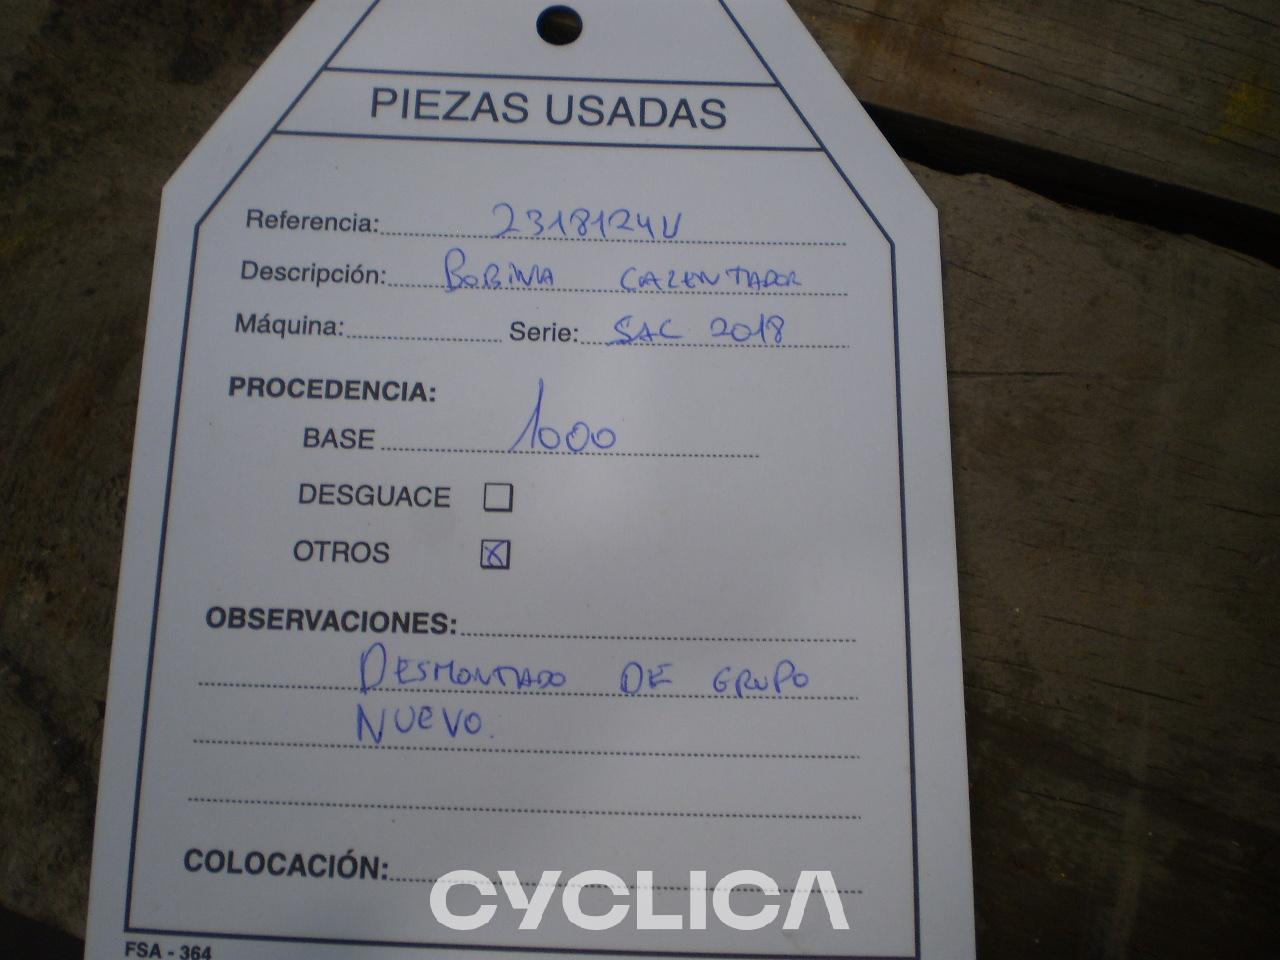 PIEZAS USADAS
Referencia: 2318124U
Descripción: BOBINA CALENTADOR
Máquina: Serie: SAC 2018
PROCEDENCIA:
BASE 1000
DESGUACE
OTROS X
OBSERVACIONES:
DESMONTADO DE GRUPO
NUEVO.
COLOCACIÓN:
CYCLICA
FSA - 364